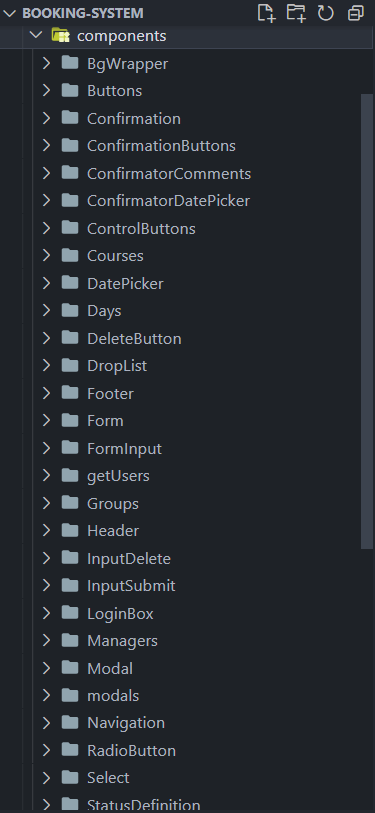 BOOKING-SYSTEM
components
BgWrapper
Buttons
Confirmation
ConfirmationButtons
ConfirmatorComments
ConfirmatorDatePicker
ControlButtons
Courses
DatePicker
Days
DeleteButton
DropList
Footer
Form
FormInput
getUsers
Groups
Header
InputDelete
InputSubmit
LoginBox
Managers
Modal
modals
Navigation
RadioButton
Select
StatusDefinition